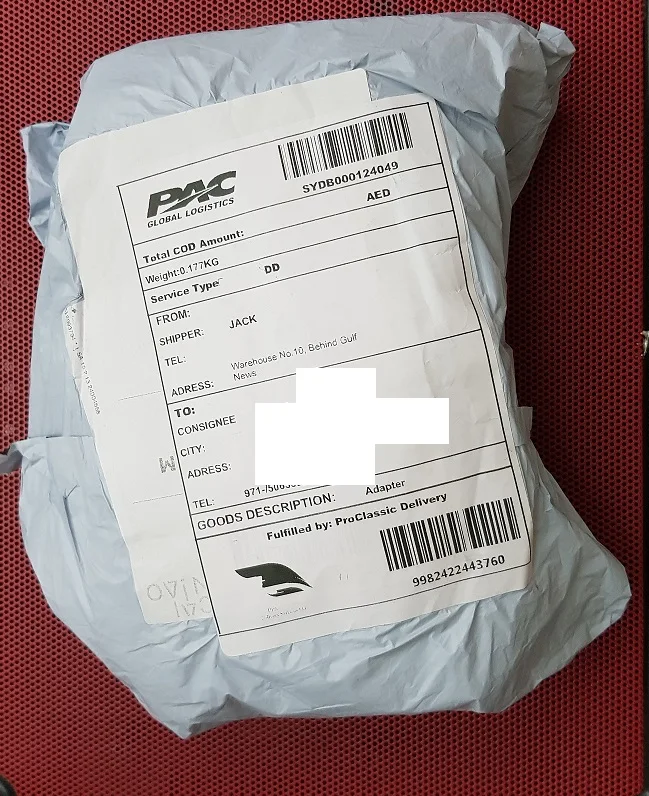 PAC
GLOBAL LOGISTICS
SYDB000124049
Total COD Amount: AED
Weight:0.177KG
Service Type DD
FROM:
SHIPPER: JACK
TEL:
ADRESS: Warehouse No.10, Behind Gulf
News
TO:
CONSIGNEE
CITY:
ADRESS:
TEL:
GOODS DESCRIPTION: Adapter
Fulfilled by: ProClassic Delivery
9982422443760